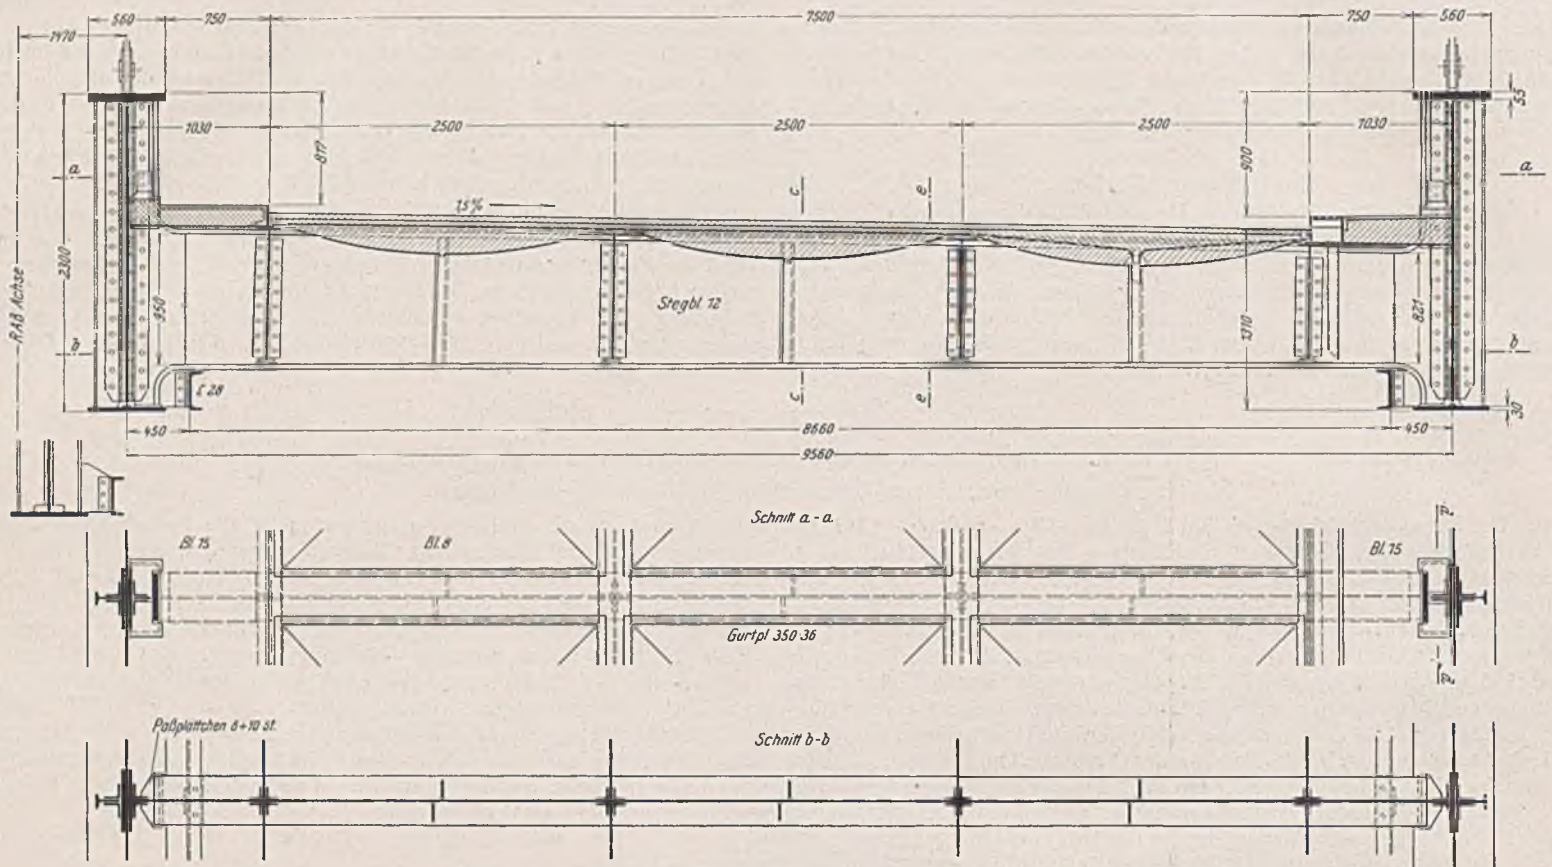 560 750 7500 750 560
1470
55
1030 2500 2500 2500 1030
817
900
a a
c e
1,5%
2300
RAB Achse
Stegbl. 12
950
1310
821
b b
[ 28
c e
30
450 8660 450
9560
Schnitt a-a
Bl. 15 Bl. 8 Bl. 15
Gurtpl 350·36
Paßplättchen 8+10 st.
Schnitt b-b